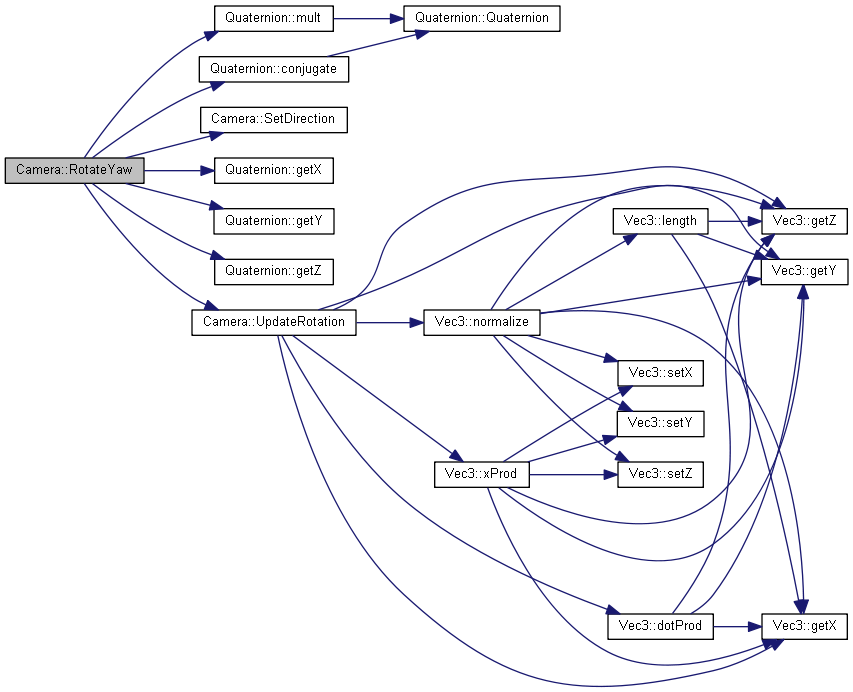 Quaternion::mult
Quaternion::Quaternion
Quaternion::conjugate
Camera::SetDirection
Camera::RotateYaw
Quaternion::getX
Quaternion::getY
Vec3::length
Vec3::getZ
Quaternion::getZ
Vec3::getY
Camera::UpdateRotation
Vec3::normalize
Vec3::setX
Vec3::setY
Vec3::xProd
Vec3::setZ
Vec3::dotProd
Vec3::getX